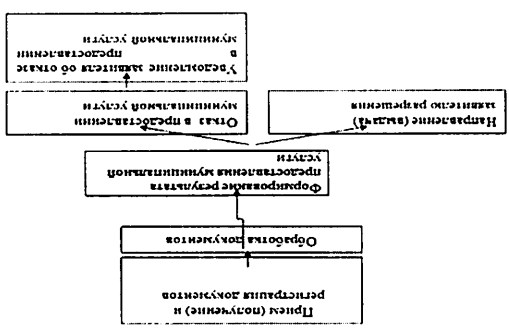 Прием (получение) и
регистрация документов
Обработка документов
Формирование результата
предоставления муниципальной
услуги
Отказ в предоставлении
муниципальной услуги
Направление (выдача)
заявителю разрешения
Уведомление заявителя об отказе
в предоставлении
муниципальной услуги